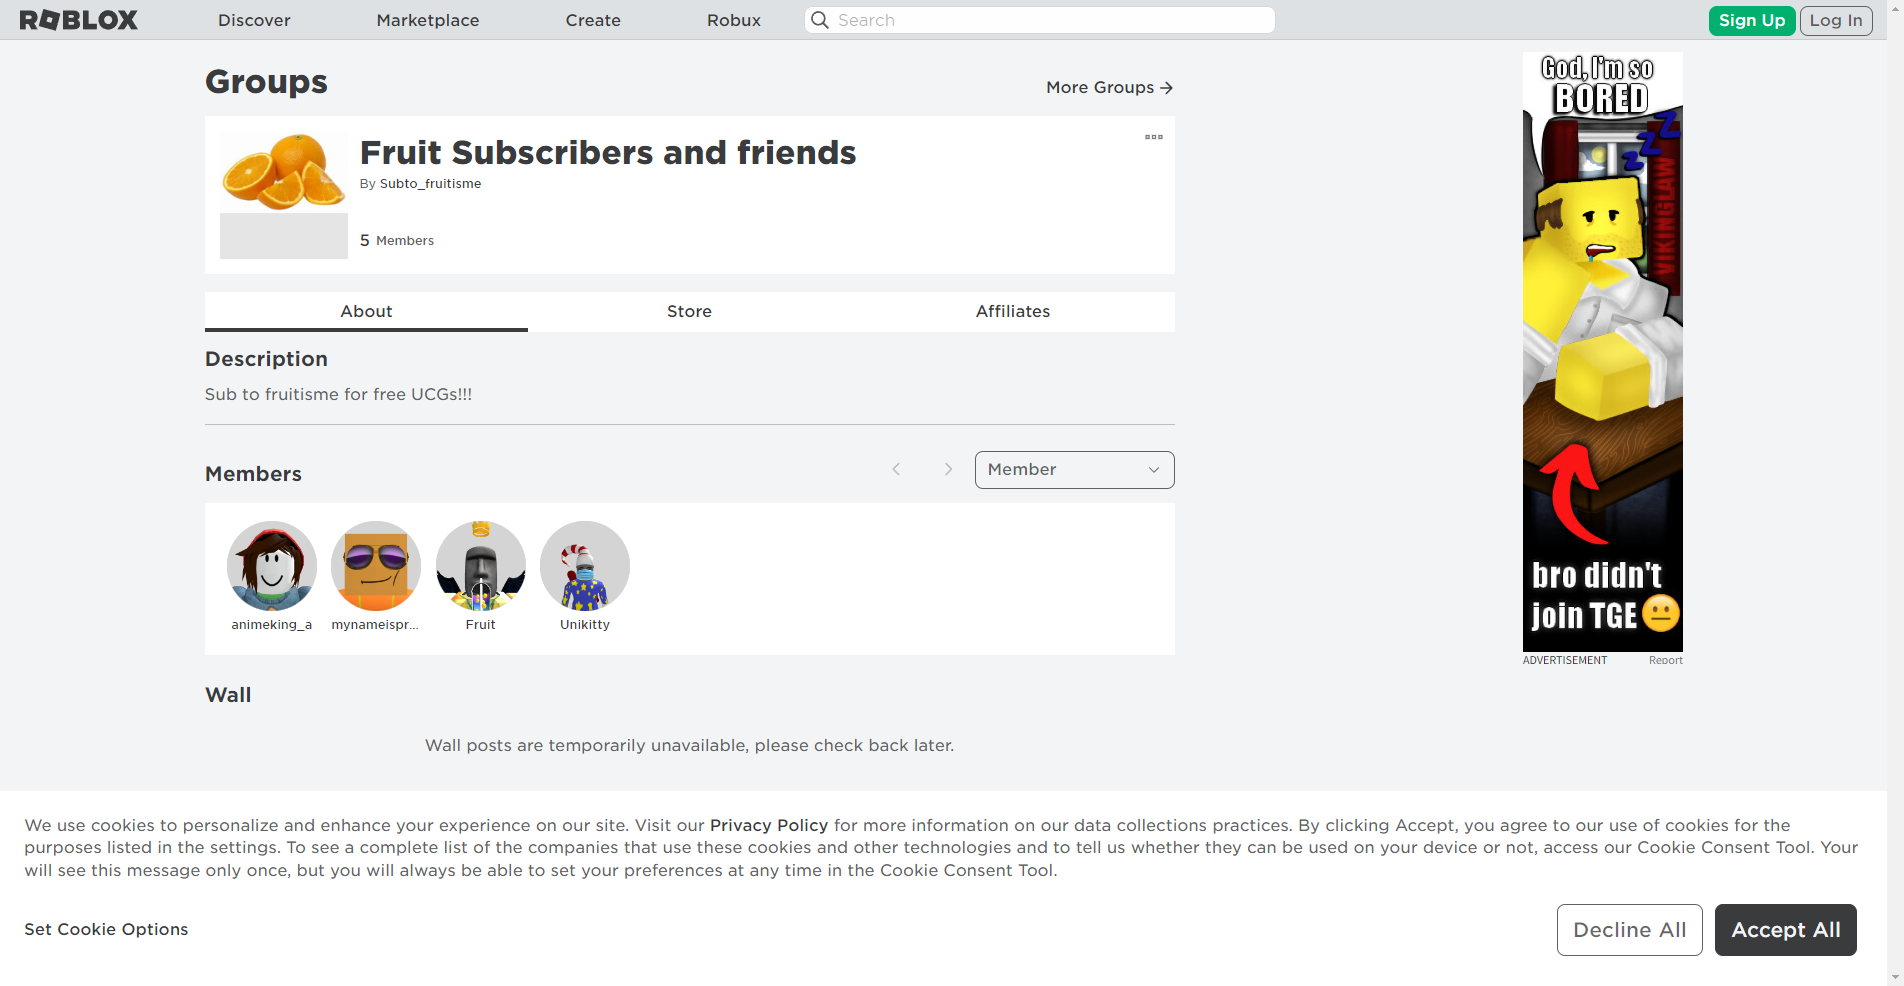 ROBLOX
Discover
Marketplace
Create
Robux
Search
Sign Up
Log In
Groups
More Groups
Fruit Subscribers and friends
By Subto_fruitisme
5 Members
About
Store
Affiliates
Description
Sub to fruitisme for free UCGs!!!
Members
Member
animeking_a
mynameispr...
Fruit
Unikitty
Wall
Wall posts are temporarily unavailable, please check back later.
God, I'm so
BORED
zZZ
VIKINGLAW
bro didn't
join TGE
ADVERTISEMENT
Report
We use cookies to personalize and enhance your experience on our site. Visit our Privacy Policy for more information on our data collections practices. By clicking Accept, you agree to our use of cookies for the
purposes listed in the settings. To see a complete list of the companies that use these cookies and other technologies and to tell us whether they can be used on your device or not, access our Cookie Consent Tool. Your
will see this message only once, but you will always be able to set your preferences at any time in the Cookie Consent Tool.
Set Cookie Options
Decline All
Accept All